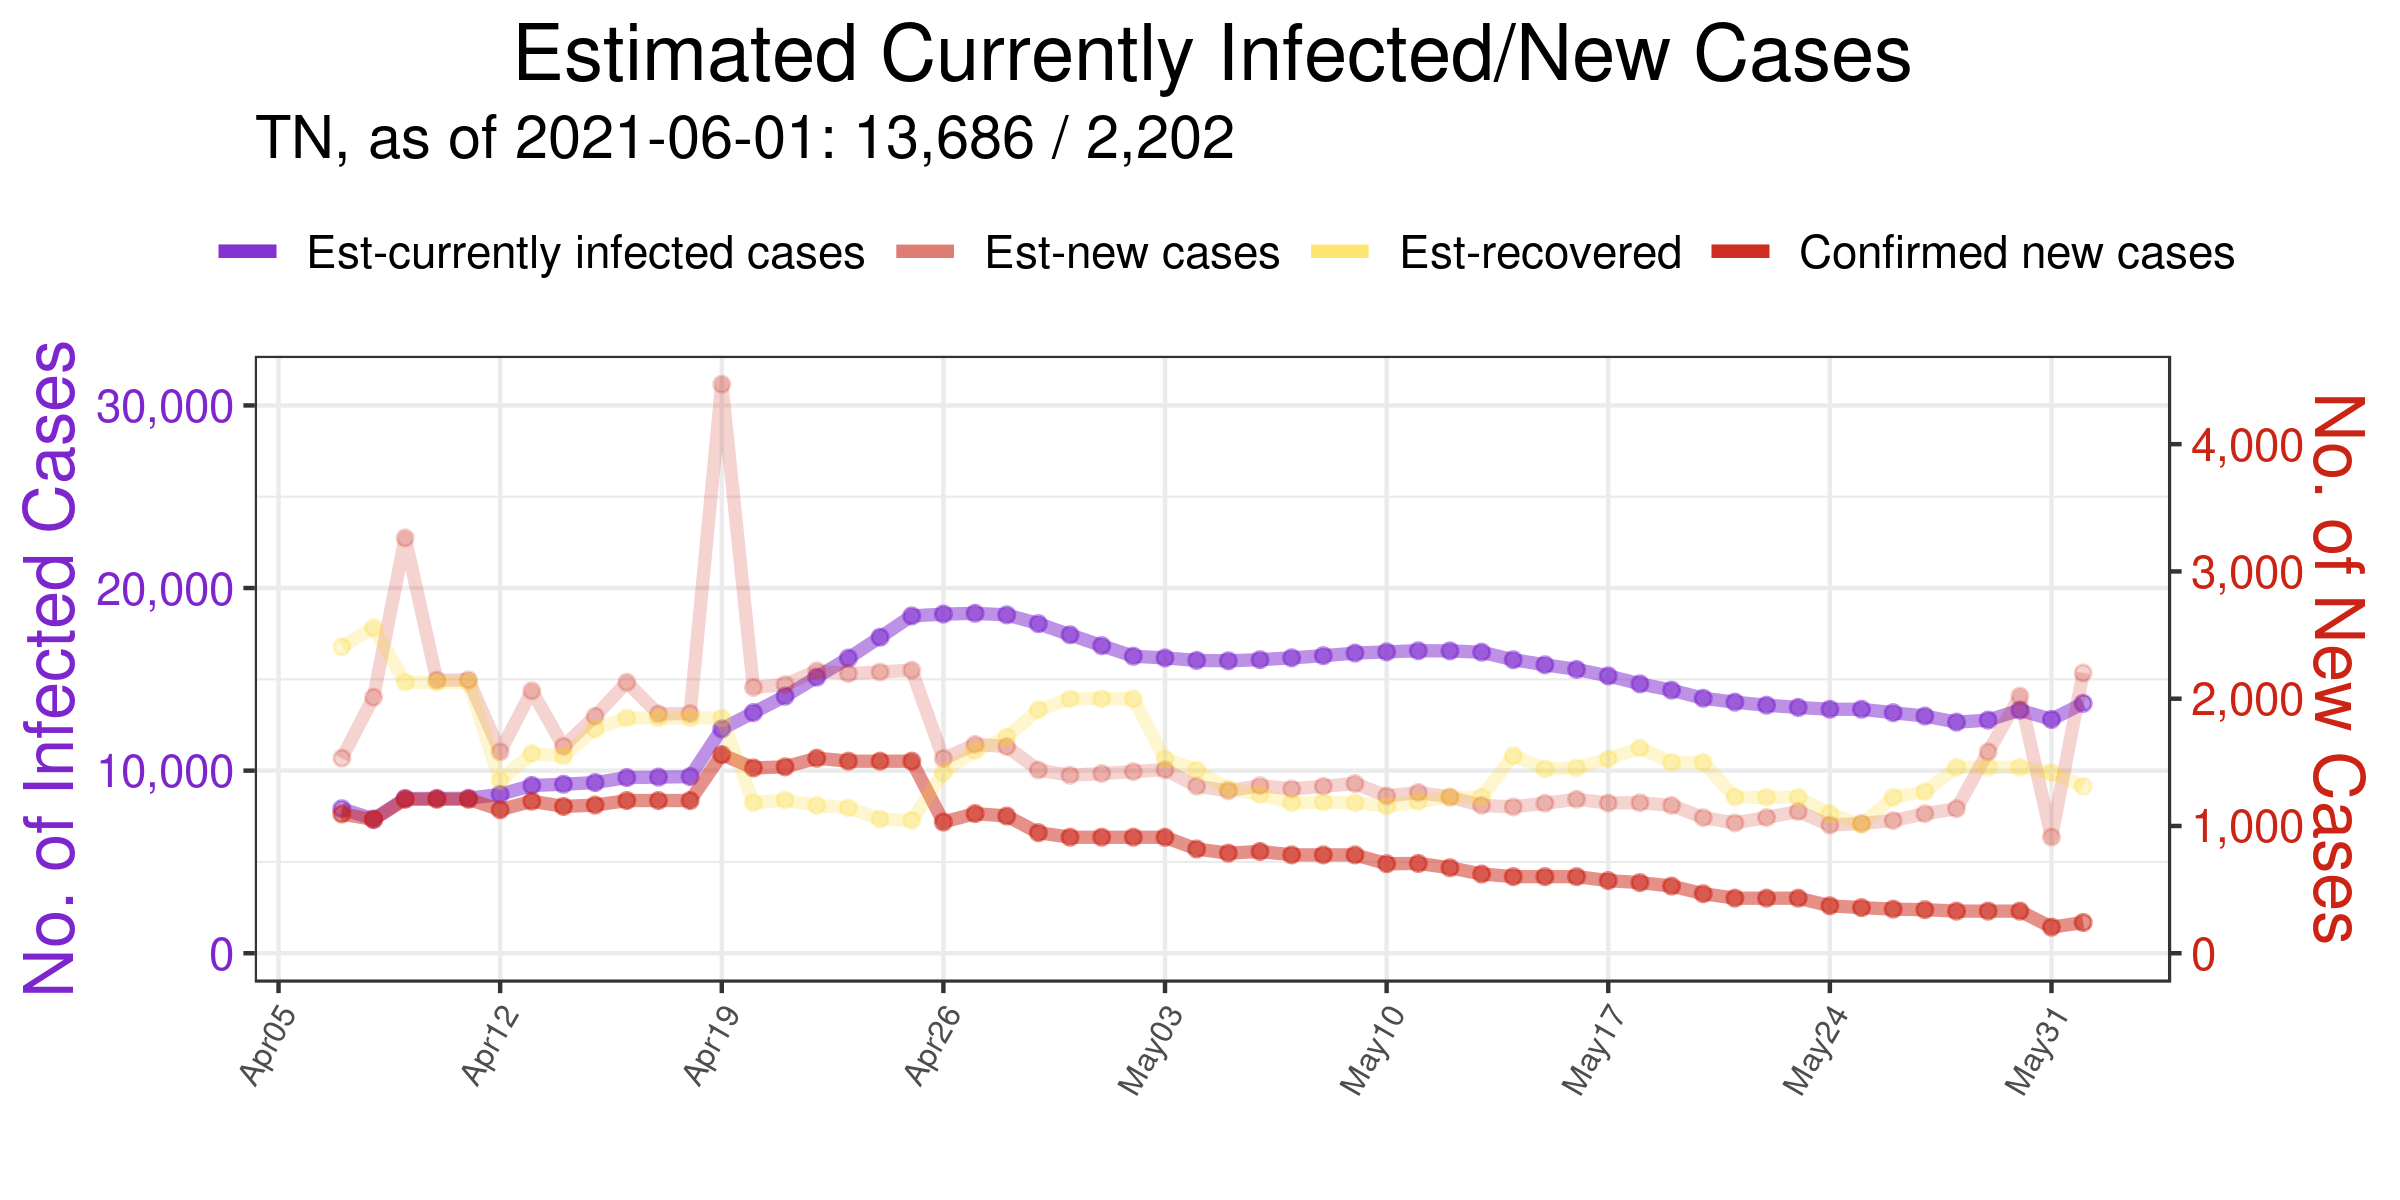 Estimated Currently Infected/New Cases
TN, as of 2021-06-01: 13,686 / 2,202
Est-currently infected cases Est-new cases Est-recovered Confirmed new cases
No. of Infected Cases
30,000
20,000
10,000
0
4,000
3,000
2,000
1,000
0
No. of New Cases
Apr05 Apr12 Apr19 Apr26 May03 May10 May17 May24 May31